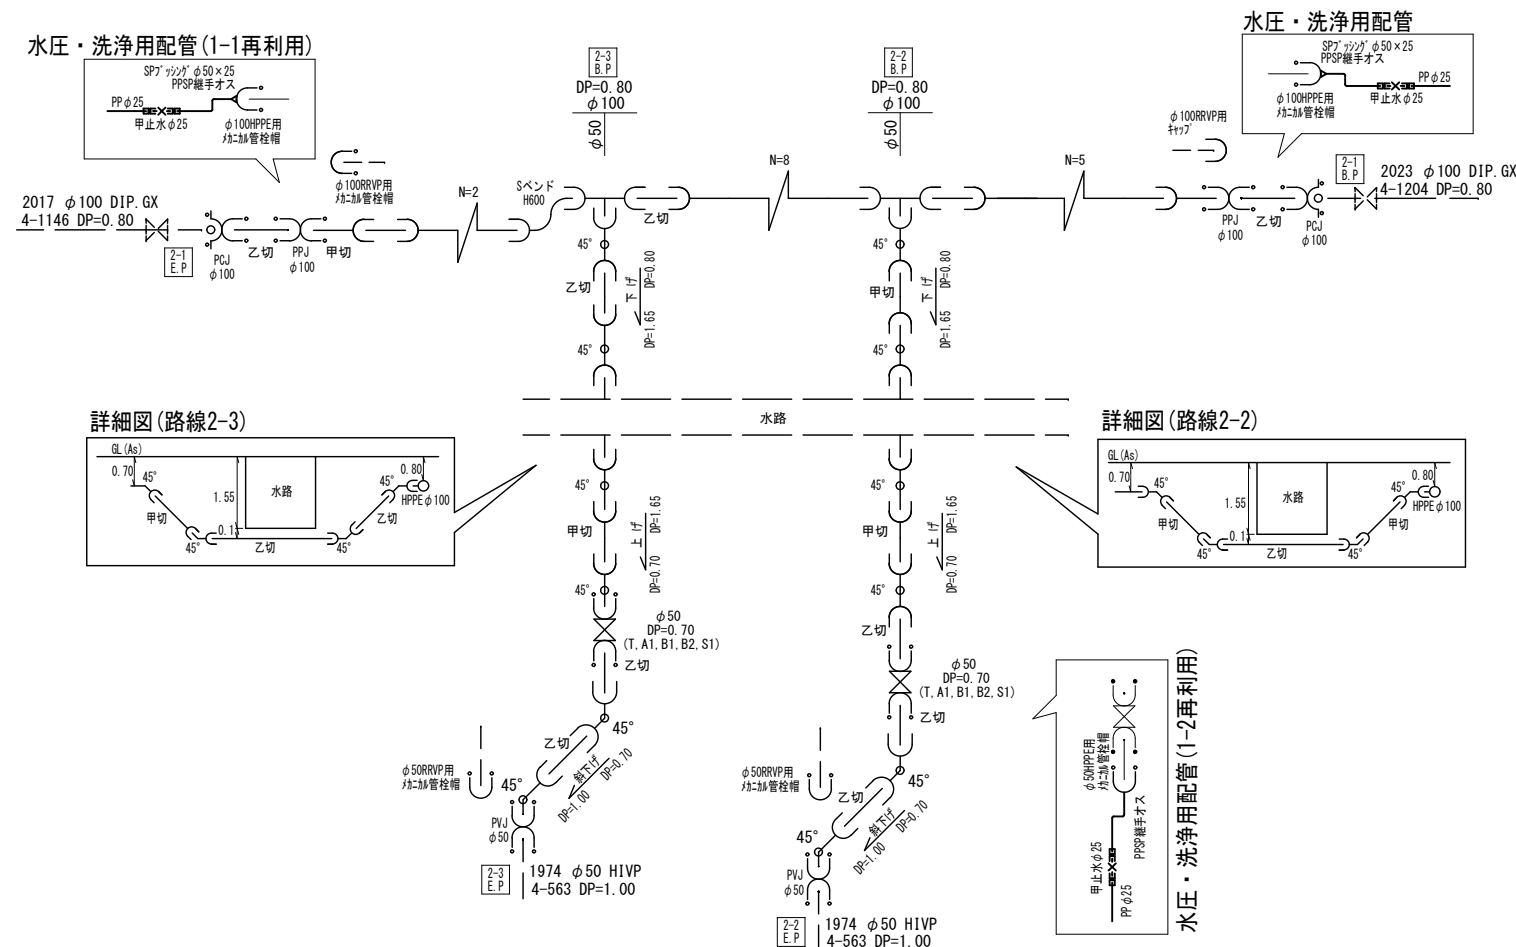 水圧・洗浄用配管(1-1再利用)
SPブッシング φ50×25
PPSP継手オス
PPφ25
甲止水φ25
φ100HPPE用
メカニカル管栓帽
φ100RRVP用
メカニカル管栓帽
2017 φ100 DIP.GX
4-1146 DP=0.80
2-1
E.P
PCJ
φ100
乙切
PPJ
φ100
甲切
N=2
Sベンド
H600
2-3
B.P
DP=0.80
φ100
φ50
乙切
N=8
2-2
B.P
DP=0.80
φ100
φ50
乙切
N=5
水圧・洗浄用配管
SPブッシング φ50×25
PPSP継手オス
PPφ25
甲止水φ25
φ100HPPE用
メカニカル管栓帽
φ100RRVP用
キャップ
2-1
B.P
2023 φ100 DIP.GX
4-1204 DP=0.80
PPJ
φ100
乙切
PCJ
φ100
45°
乙切
下げ
DP=0.80
DP=1.65
45°
45°
甲切
下げ
DP=0.80
DP=1.65
45°
水路
詳細図(路線2-3)
GL(As)
0.70
45°
甲切
45°
1.55
0.1
水路
乙切
45°
乙切
45°
0.80
HPPEφ100
詳細図(路線2-2)
GL(As)
0.70
45°
甲切
45°
1.55
0.1
水路
乙切
45°
甲切
45°
0.80
HPPEφ100
45°
甲切
上げ
DP=1.65
DP=0.70
45°
φ50
DP=0.70
(T,A1,B1,B2,S1)
乙切
45°
乙切
斜下げ
DP=0.70
DP=1.00
45°
φ50RRVP用
メカニカル管栓帽
PVJ
φ50
2-3
E.P
1974 φ50 HIVP
4-563 DP=1.00
45°
甲切
上げ
DP=1.65
DP=0.70
45°
乙切
φ50
DP=0.70
(T,A1,B1,B2,S1)
乙切
45°
乙切
斜下げ
DP=0.70
DP=1.00
45°
φ50RRVP用
メカニカル管栓帽
PVJ
φ50
2-2
E.P
1974 φ50 HIVP
4-563 DP=1.00
水圧・洗浄用配管(1-2再利用)
φ50HPPE用
メカニカル管栓帽
PPSP継手オス
甲止水φ25
PPφ25